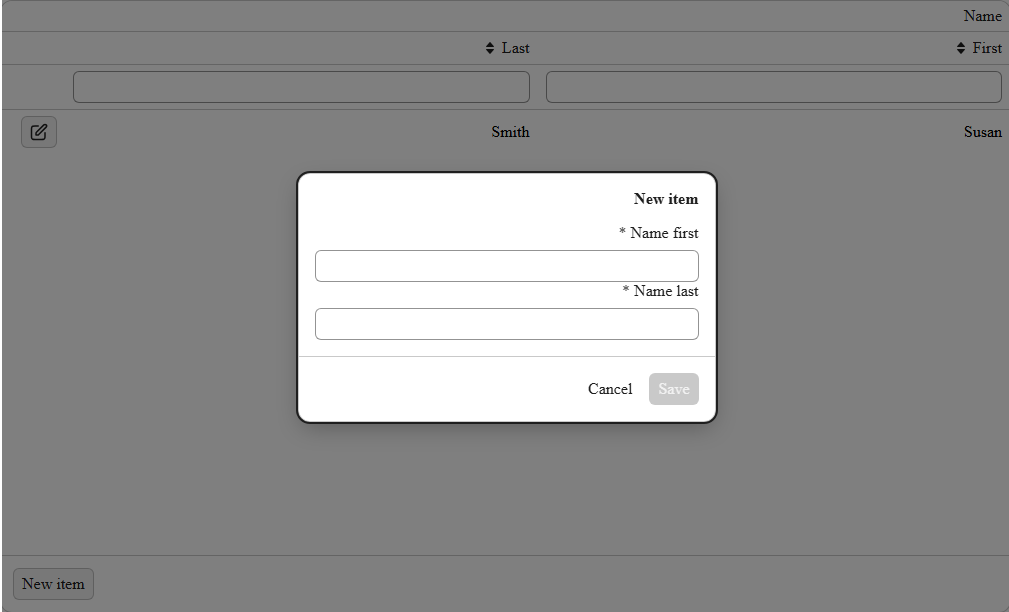 Name
Last First
Smith Susan
New item
* Name first
* Name last
Cancel Save
New item